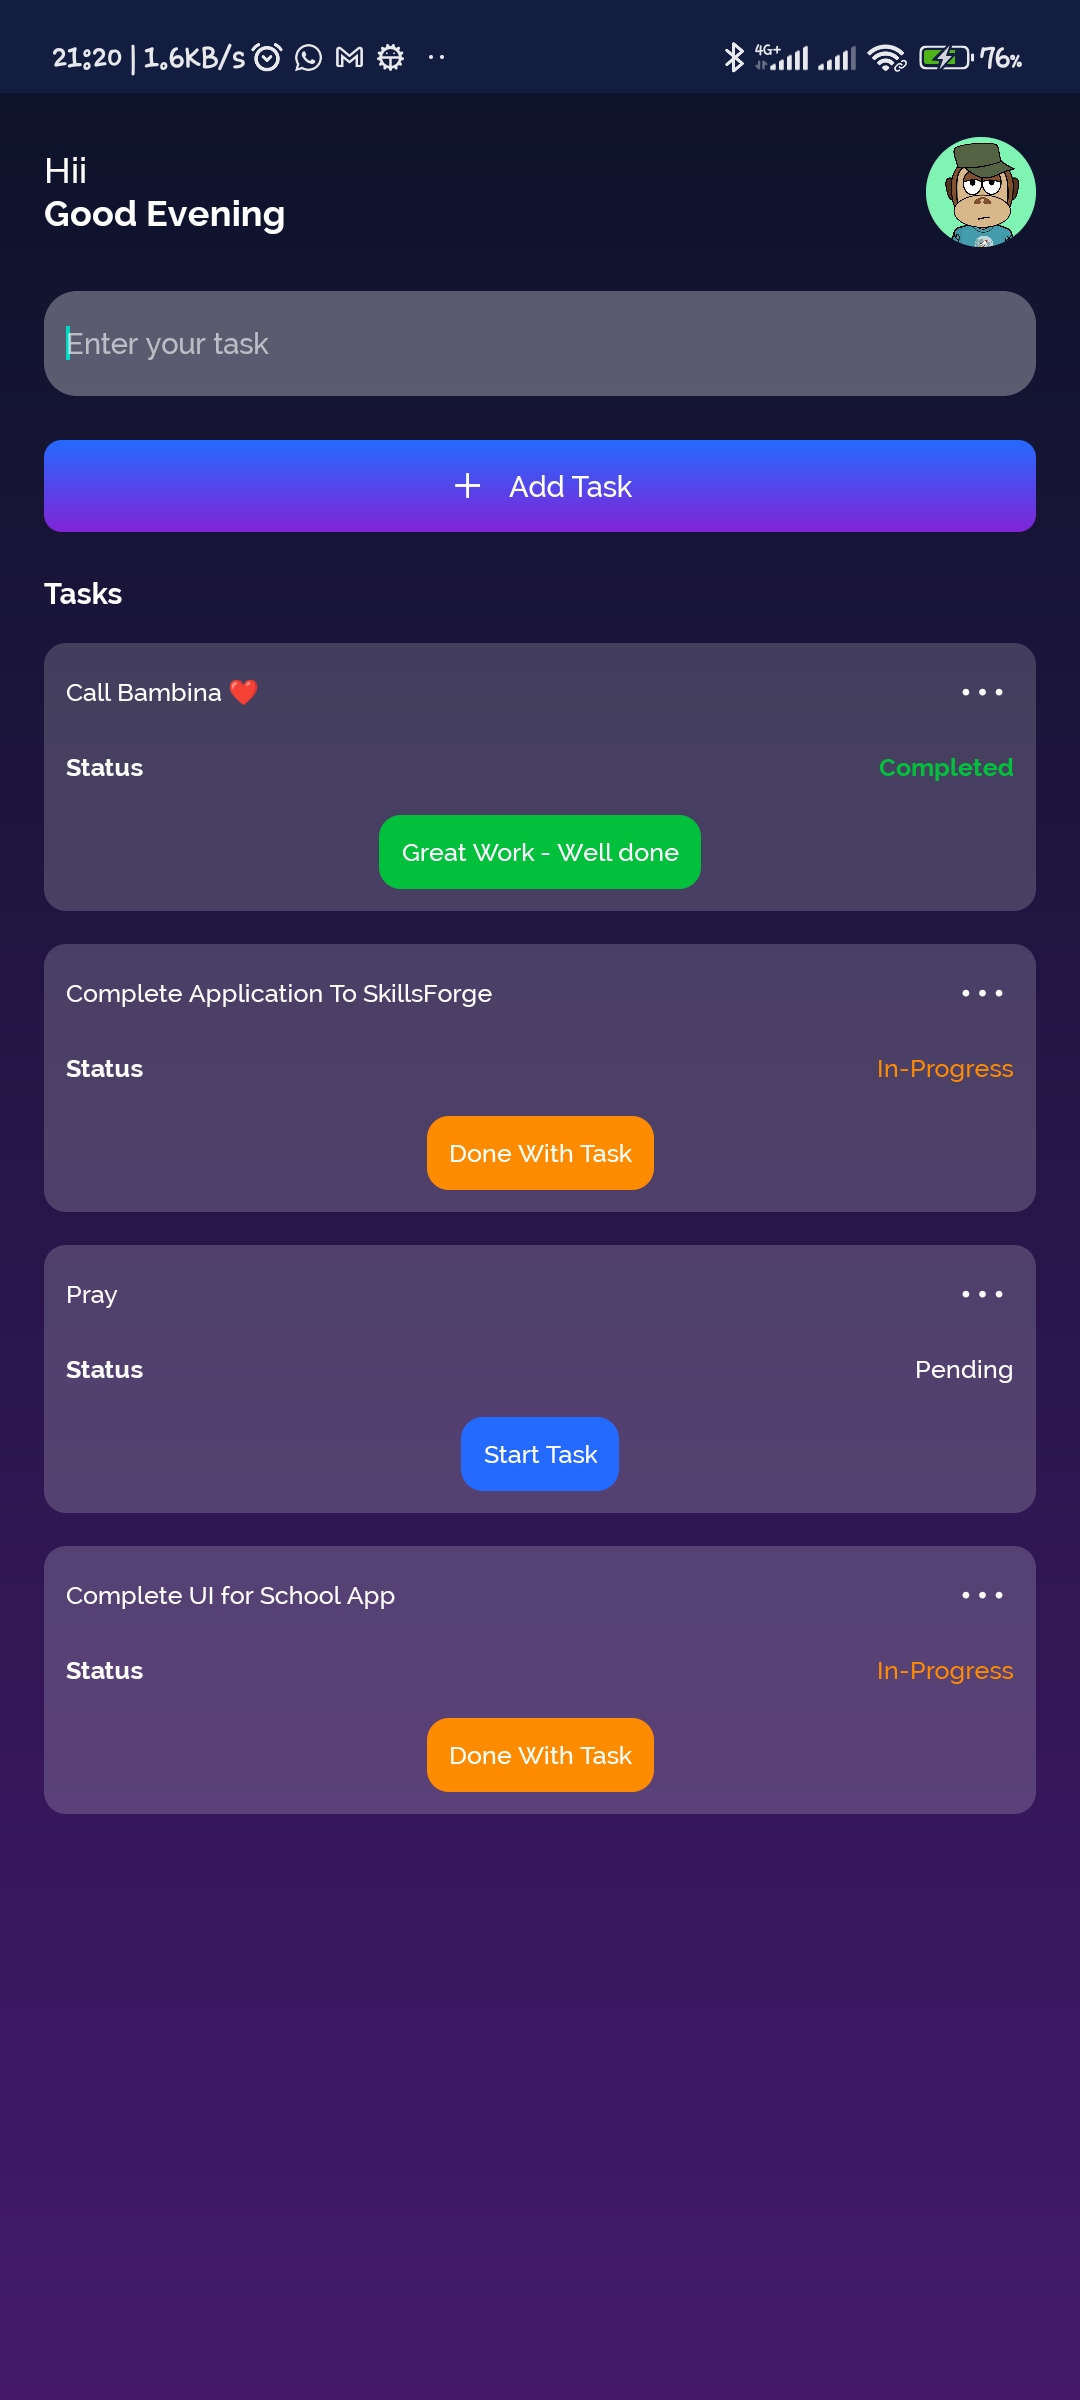 21:20 | 1.6KB/s 4G+ 76%
Hii
Good Evening
Enter your task
+ Add Task
Tasks
Call Bambina ❤️
Status Completed
Great Work - Well done
Complete Application To SkillsForge
Status In-Progress
Done With Task
Pray
Status Pending
Start Task
Complete UI for School App
Status In-Progress
Done With Task